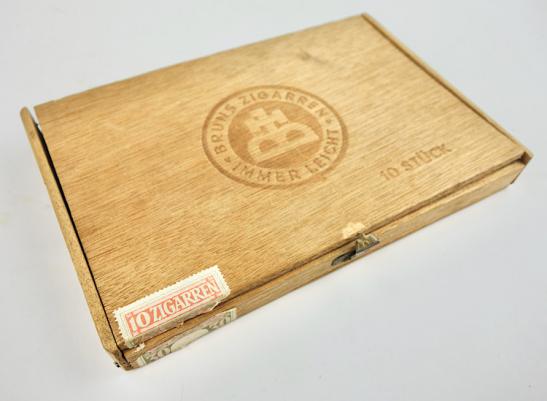 BRUNS ZIGARREN
* IMMER LEICHT *
10 STÜCK
10 ZIGARREN